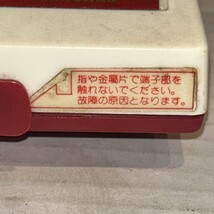 指や金属片で端子部を
触れないでください。
故障の原因となります。